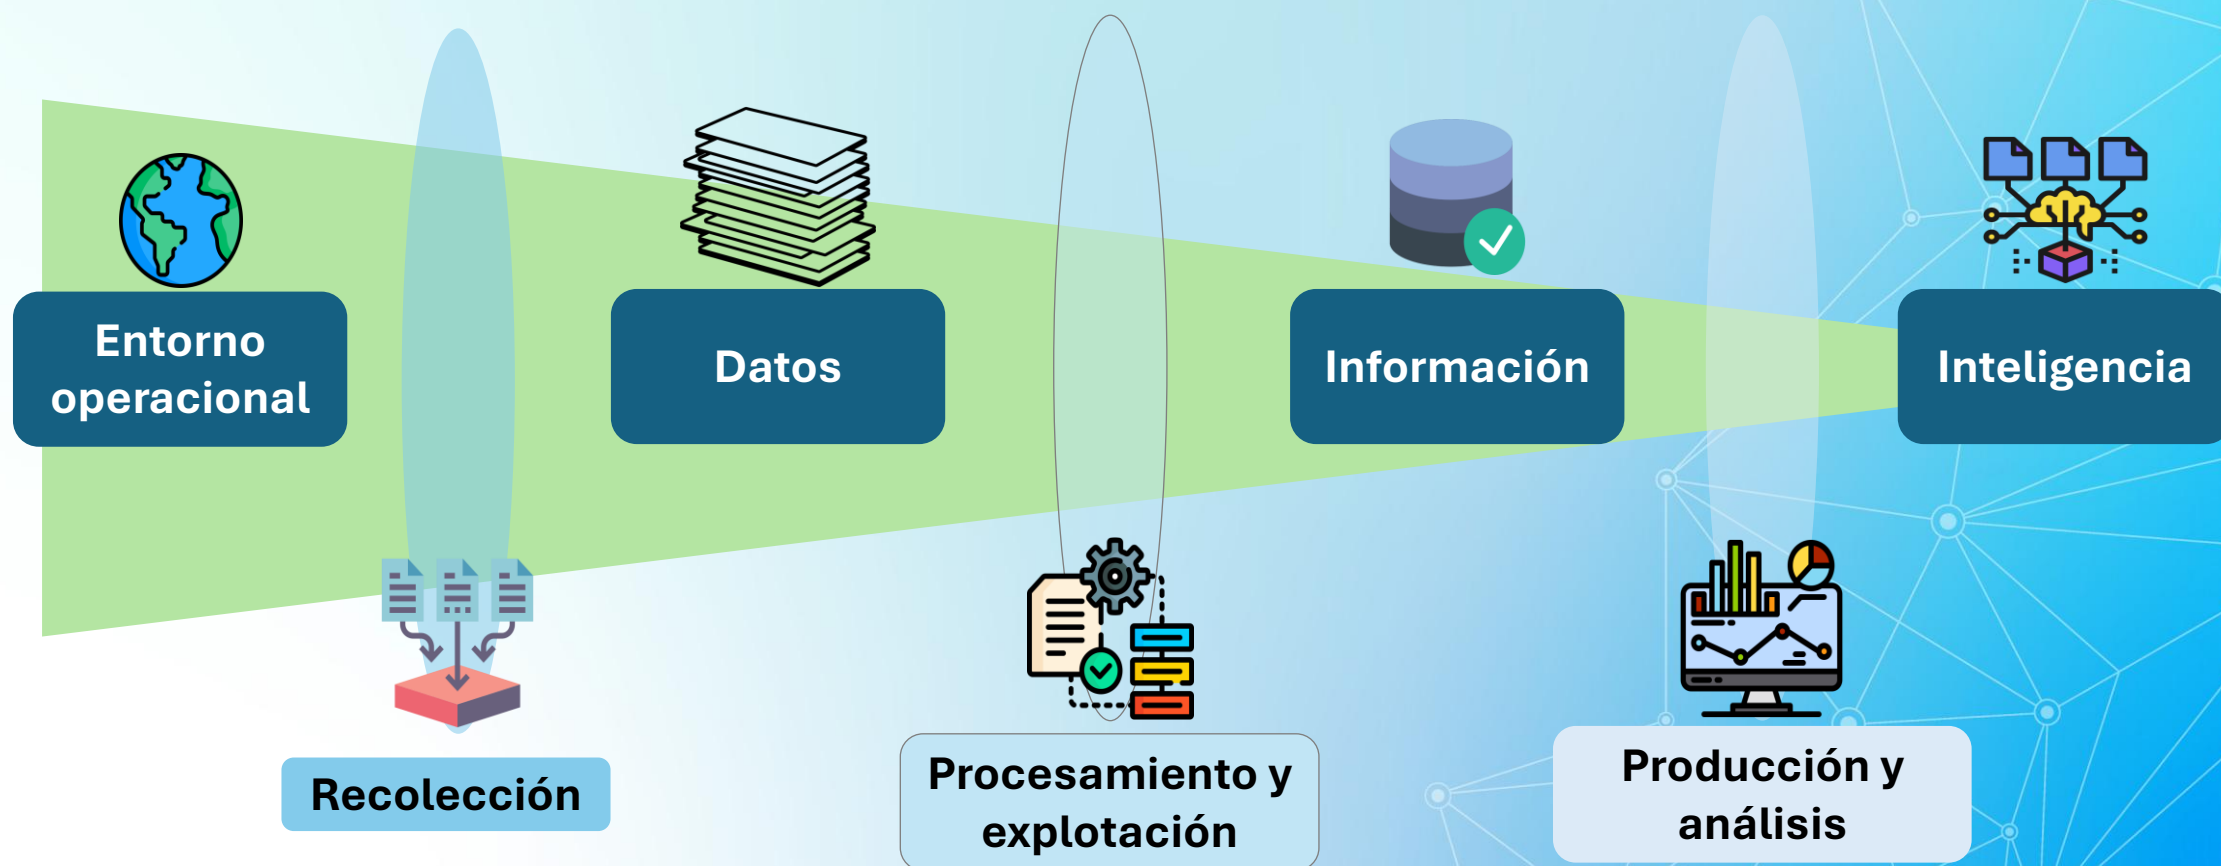 Entorno
operacional
Datos
Información
Inteligencia
Recolección
Procesamiento y
explotación
Producción y
análisis